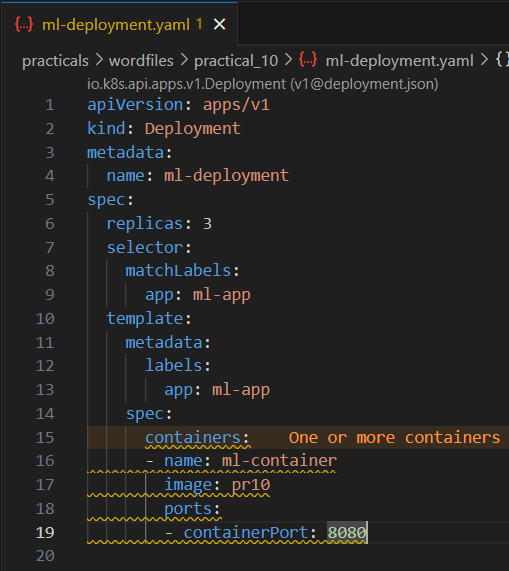 {...} ml-deployment.yaml 1 ×
practicals > wordfiles > practical_10 > {...} ml-deployment.yaml > {}
io.k8s.api.apps.v1.Deployment (v1@deployment.json)
1 apiVersion: apps/v1
2 kind: Deployment
3 metadata:
4   name: ml-deployment
5 spec:
6   replicas: 3
7   selector:
8     matchLabels:
9       app: ml-app
10   template:
11     metadata:
12       labels:
13         app: ml-app
14     spec:
15       containers:    One or more containers
16       - name: ml-container
17         image: pr10
18         ports:
19         - containerPort: 8080
20